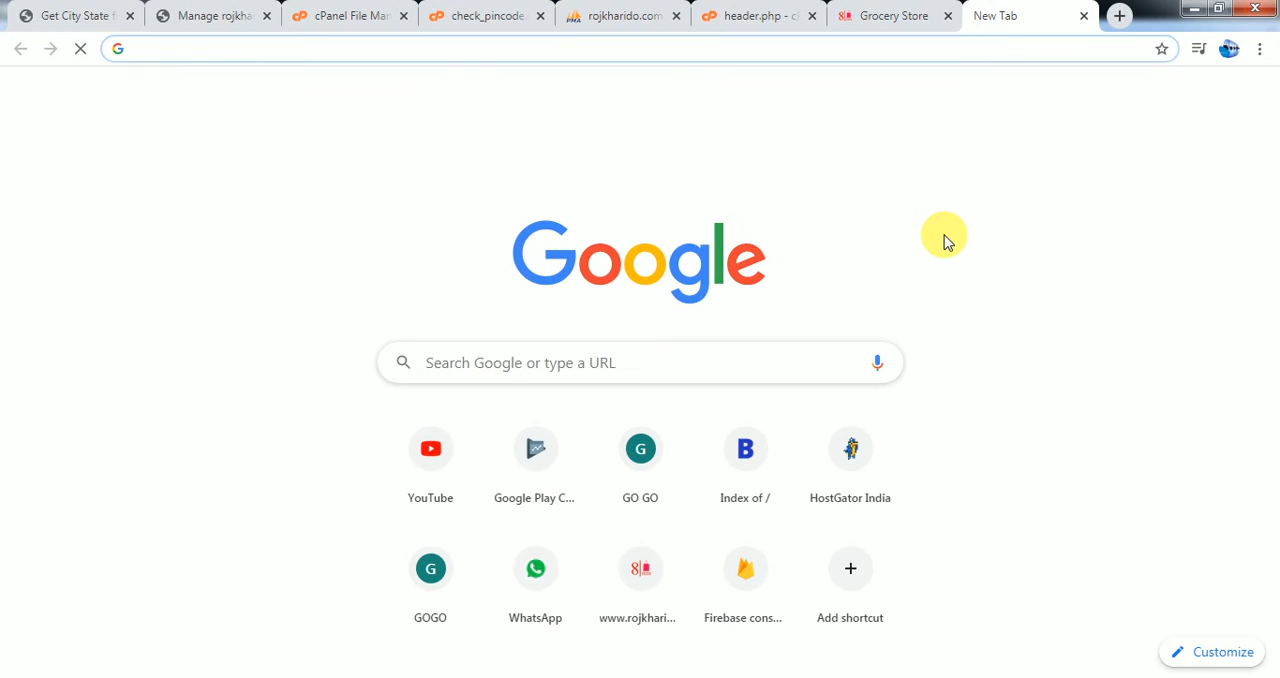 Get City State f
Manage rojkha
cPanel File Mar
check_pincode.
rojkharido.com
header.php - cP
Grocery Store
New Tab
Google
Search Google or type a URL
YouTube
Google Play C...
GO GO
Index of /
HostGator India
GOGO
WhatsApp
www.rojkhari...
Firebase cons...
Add shortcut
Customize